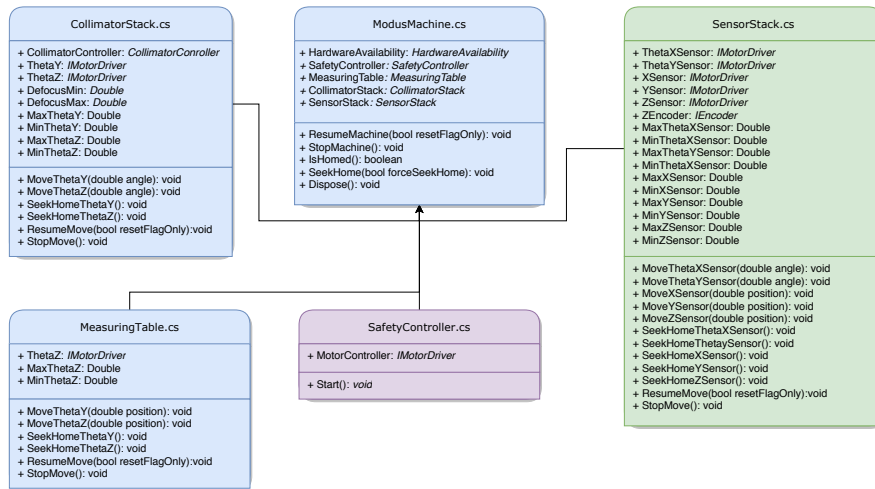 CollimatorStack.cs
+ CollimatorController: CollimatorConroller
+ ThetaY: IMotorDriver
+ ThetaZ: IMotorDriver
+ DefocusMin: Double
+ DefocusMax: Double
+ MaxThetaY: Double
+ MinThetaY: Double
+ MaxThetaZ: Double
+ MinThetaZ: Double
+ MoveThetaY(double angle): void
+ MoveThetaZ(double angle): void
+ SeekHomeThetaY(): void
+ SeekHomeThetaZ(): void
+ ResumeMove(bool resetFlagOnly):void
+ StopMove(): void
ModusMachine.cs
+ HardwareAvailability: HardwareAvailability
+ SafetyController: SafetyController
+ MeasuringTable: MeasuringTable
+ CollimatorStack: CollimatorStack
+ SensorStack: SensorStack
+ ResumeMachine(bool resetFlagOnly): void
+ StopMachine(): void
+ IsHomed(): boolean
+ SeekHome(bool forceSeekHome): void
+ Dispose(): void
SensorStack.cs
+ ThetaXSensor: IMotorDriver
+ ThetaYSensor: IMotorDriver
+ XSensor: IMotorDriver
+ YSensor: IMotorDriver
+ ZSensor: IMotorDriver
+ ZEncoder: IEncoder
+ MaxThetaXSensor: Double
+ MinThetaXSensor: Double
+ MaxThetaYSensor: Double
+ MinThetaXSensor: Double
+ MaxXSensor: Double
+ MinXSensor: Double
+ MaxYSensor: Double
+ MinYSensor: Double
+ MaxZSensor: Double
+ MinZSensor: Double
+ MoveThetaXSensor(double angle): void
+ MoveThetaYSensor(double angle): void
+ MoveXSensor(double position): void
+ MoveYSensor(double position): void
+ MoveZSensor(double position): void
+ SeekHomeThetaXSensor(): void
+ SeekHomeThetaySensor(): void
+ SeekHomeXSensor(): void
+ SeekHomeYSensor(): void
+ SeekHomeZSensor(): void
+ ResumeMove(bool resetFlagOnly):void
+ StopMove(): void
MeasuringTable.cs
+ ThetaZ: IMotorDriver
+ MaxThetaZ: Double
+ MinThetaZ: Double
+ MoveThetaY(double position): void
+ MoveThetaZ(double position): void
+ SeekHomeThetaY(): void
+ SeekHomeThetaZ(): void
+ ResumeMove(bool resetFlagOnly):void
+ StopMove(): void
SafetyController.cs
+ MotorController: IMotorDriver
+ Start(): void